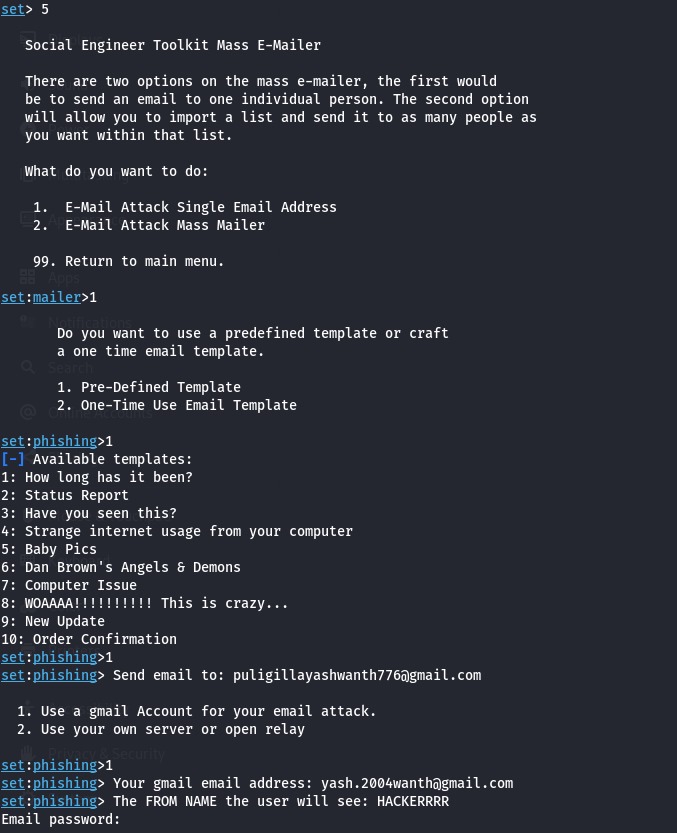 set> 5
Social Engineer Toolkit Mass E-Mailer
There are two options on the mass e-mailer, the first would
be to send an email to one individual person. The second option
will allow you to import a list and send it to as many people as
you want within that list.
What do you want to do:
1. E-Mail Attack Single Email Address
2. E-Mail Attack Mass Mailer
99. Return to main menu.
Apps
set:mailer>1
Notifications
Do you want to use a predefined template or craft
a one time email template.
Search
1. Pre-Defined Template
2. One-Time Use Email Template
set:phishing>1
[-] Available templates:
1: How long has it been?
2: Status Report
3: Have you seen this?
4: Strange internet usage from your computer
5: Baby Pics
6: Dan Brown's Angels & Demons
7: Computer Issue
8: WOAAAA!!!!!!!!!! This is crazy...
9: New Update
10: Order Confirmation
set:phishing>1
set:phishing> Send email to: puligillayashwanth776@gmail.com
1. Use a gmail Account for your email attack.
2. Use your own server or open relay
Privacy & Security
set:phishing>1
set:phishing> Your gmail email address: yash.2004wanth@gmail.com
set:phishing> The FROM NAME the user will see: HACKERRRR
Email password: